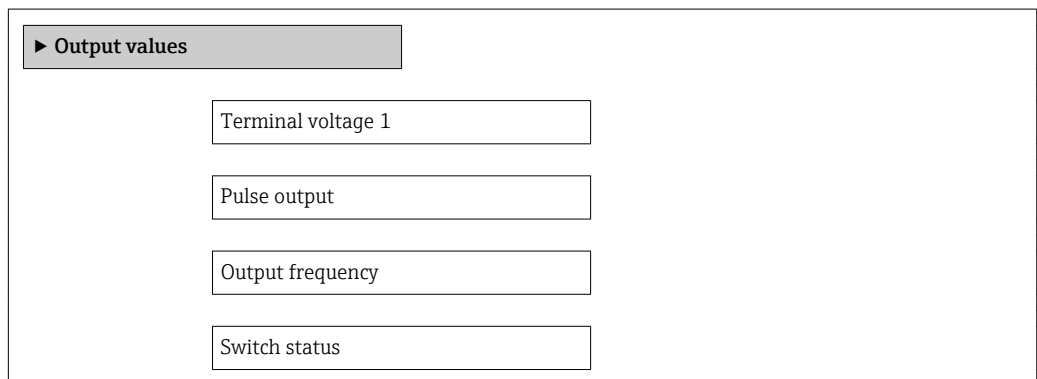 ▶ Output values
Terminal voltage 1
Pulse output
Output frequency
Switch status